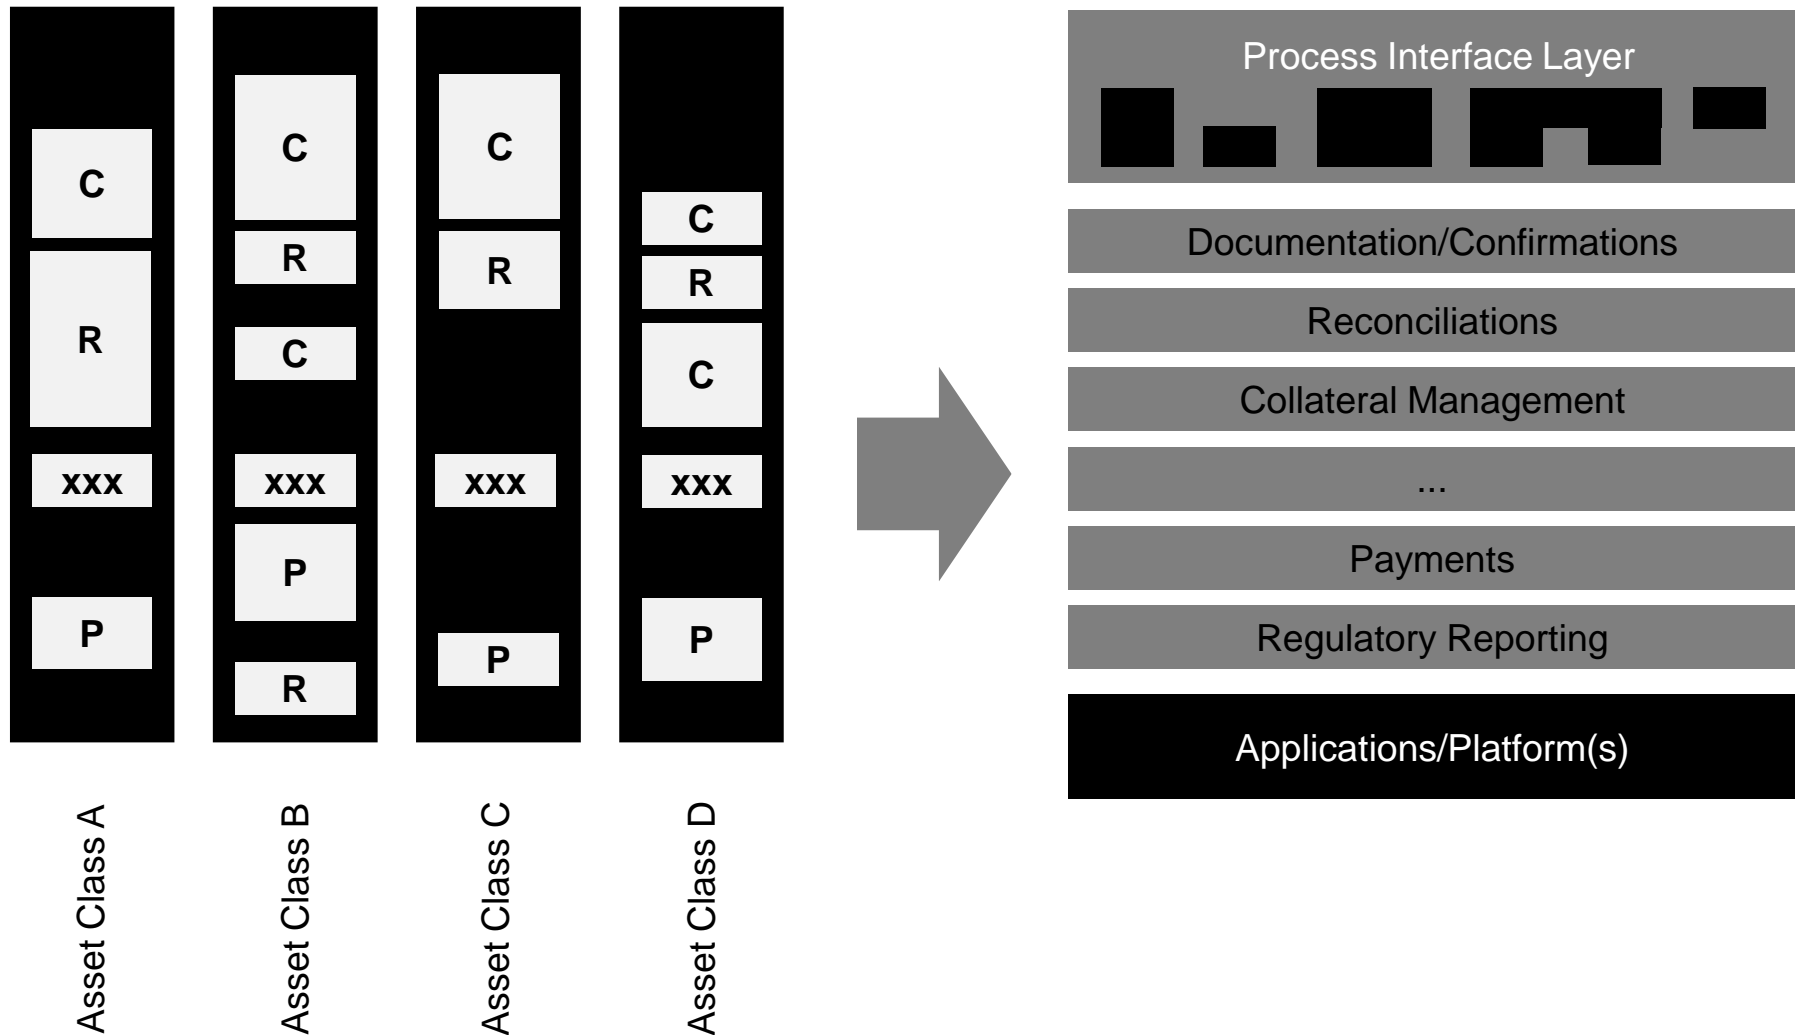 C
R
xxx
P
Asset Class A
C
R
C
xxx
P
R
Asset Class B
C
R
xxx
P
Asset Class C
C
R
C
xxx
P
Asset Class D
Process Interface Layer
Documentation/Confirmations
Reconciliations
Collateral Management
...
Payments
Regulatory Reporting
Applications/Platform(s)